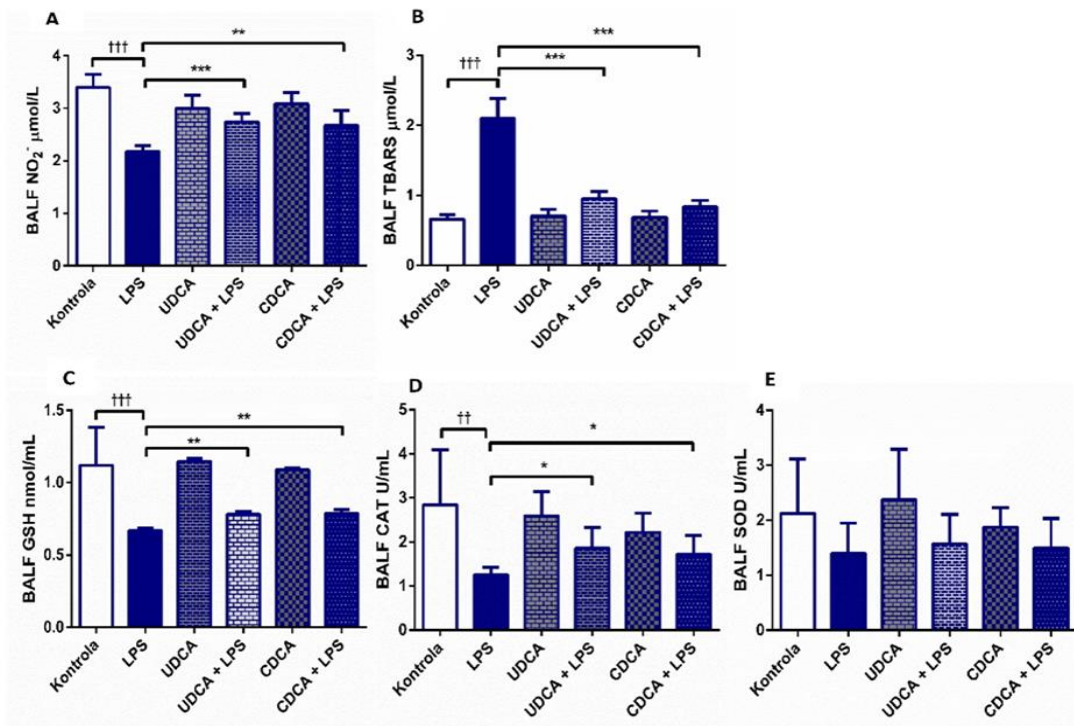 A
BALF NO₂⁻ μmol/L
4
3
2
1
0
†††
**
***
Kontrola
LPS
UDCA
UDCA + LPS
CDCA
CDCA + LPS
B
BALF TBARS μmol/L
3
2
1
0
†††
***
***
Kontrola
LPS
UDCA
UDCA + LPS
CDCA
CDCA + LPS
C
BALF GSH nmol/mL
1.5
1.0
0.5
0.0
†††
**
**
Kontrola
LPS
UDCA
UDCA + LPS
CDCA
CDCA + LPS
D
BALF CAT U/mL
5
4
3
2
1
0
††
*
*
Kontrola
LPS
UDCA
UDCA + LPS
CDCA
CDCA + LPS
E
BALF SOD U/mL
4
3
2
1
0
Kontrola
LPS
UDCA
UDCA + LPS
CDCA
CDCA + LPS